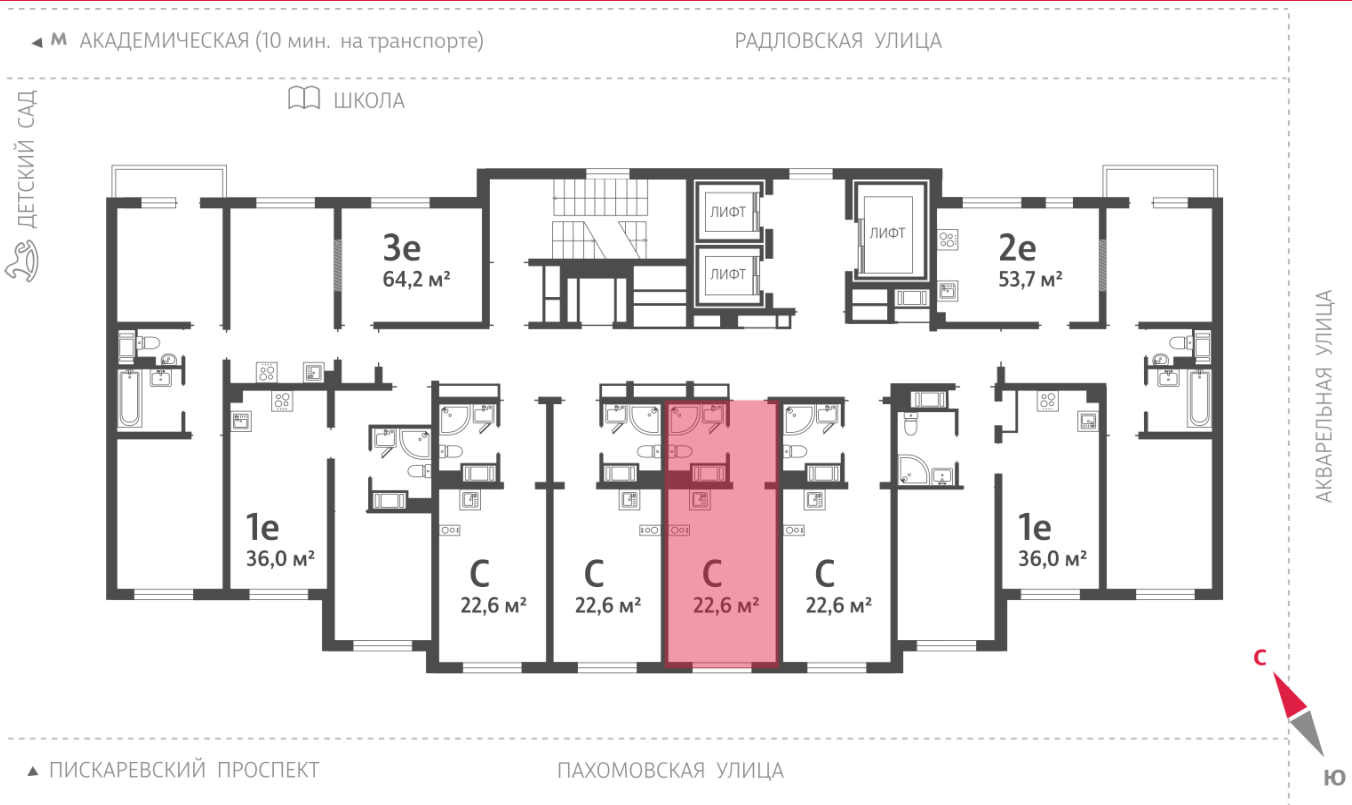 М АКАДЕМИЧЕСКАЯ (10 мин. на транспорте)
РАДЛОВСКАЯ УЛИЦА
ШКОЛА
ДЕТСКИЙ САД
ЛИФТ
ЛИФТ
ЛИФТ
3е
64,2 м²
2е
53,7 м²
АКВАРЕЛЬНАЯ УЛИЦА
1е
36,0 м²
С
22,6 м²
С
22,6 м²
С
22,6 м²
С
22,6 м²
1е
36,0 м²
С
Ю
ПИСКАРЕВСКИЙ ПРОСПЕКТ
ПАХОМОВСКАЯ УЛИЦА